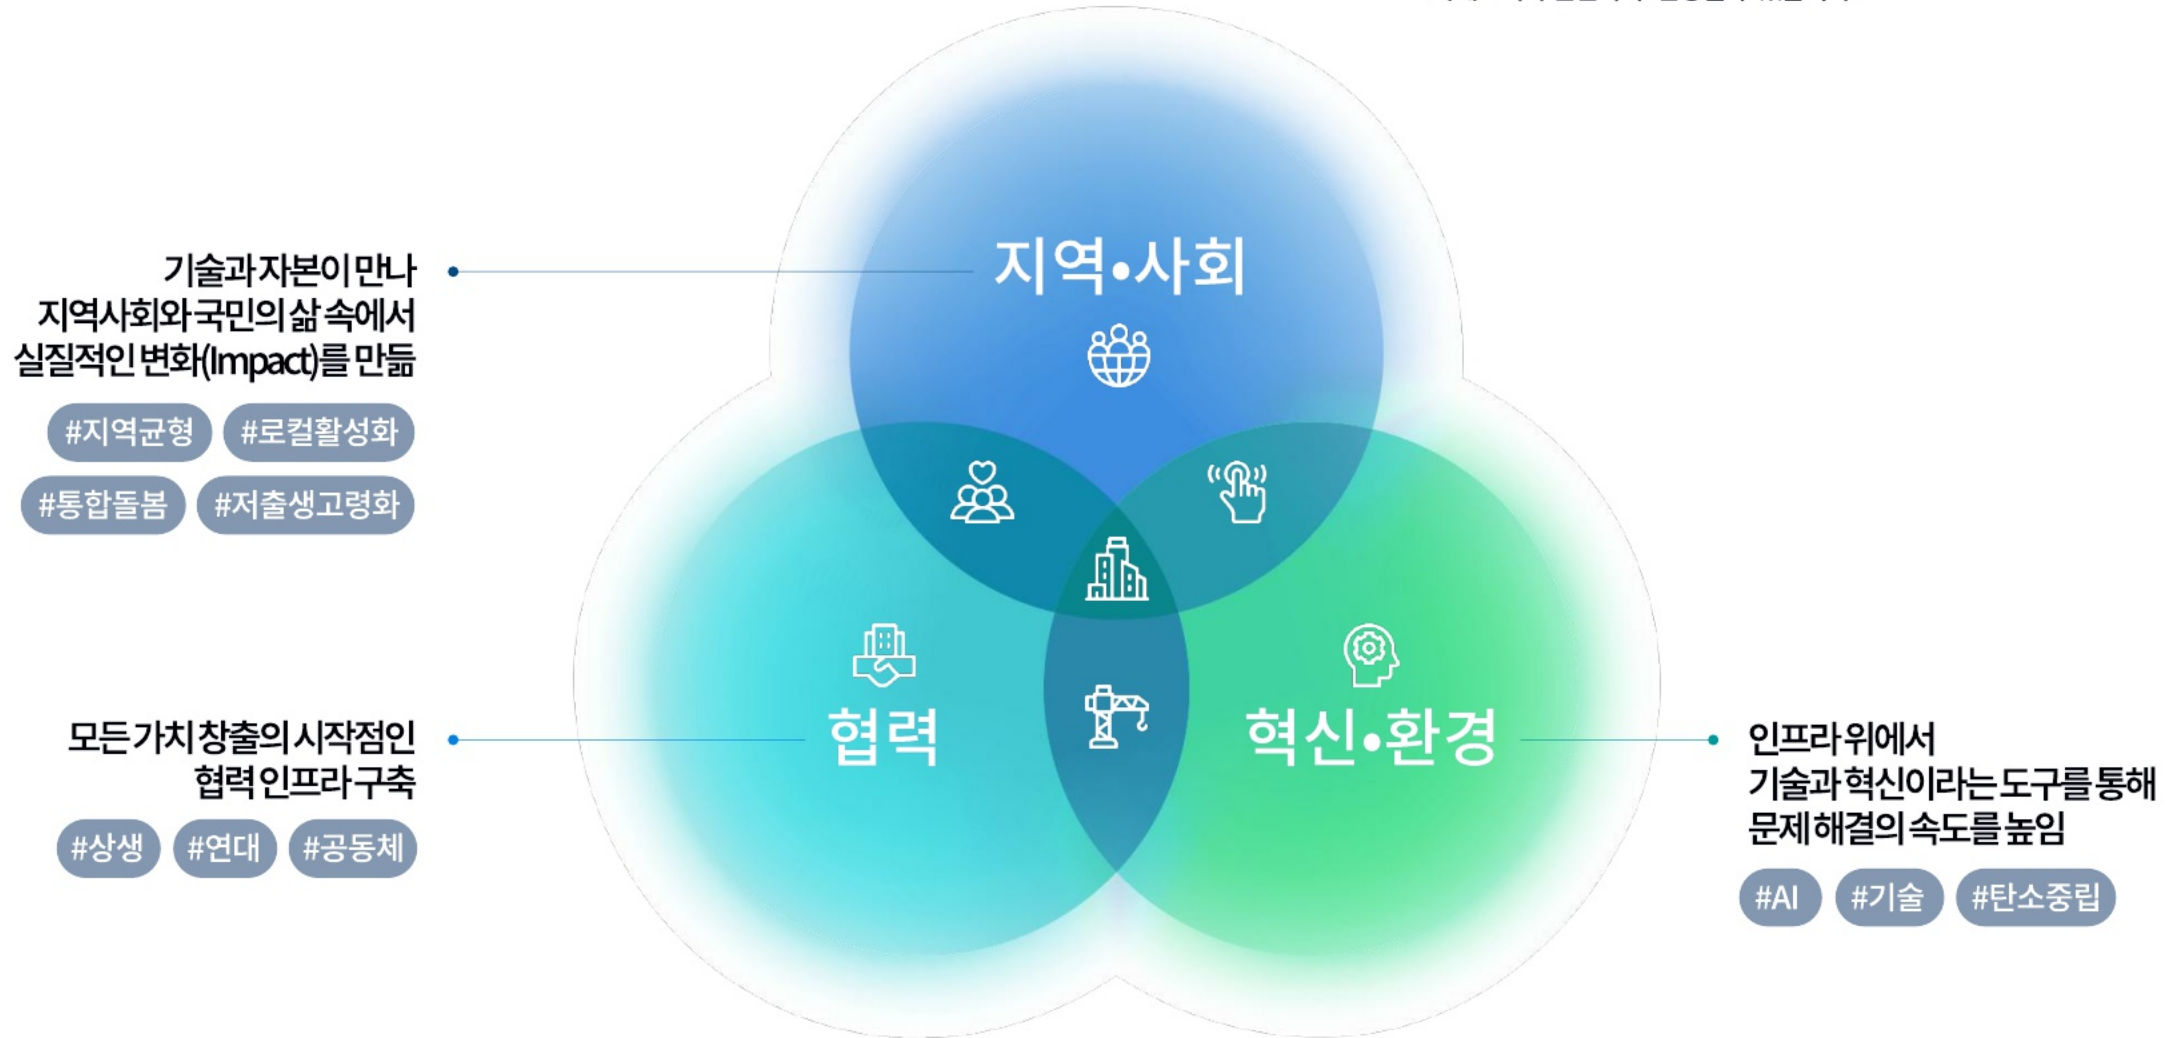 지역•사회
기술과 자본이 만나
지역사회와 국민의 삶 속에서
실질적인 변화(Impact)를 만듦
#지역균형 #로컬활성화
#통합돌봄 #저출생고령화
협력
모든 가치 창출의 시작점인
협력 인프라 구축
#상생 #연대 #공동체
혁신•환경
인프라 위에서
기술과 혁신이라는 도구를 통해
문제 해결의 속도를 높임
#AI #기술 #탄소중립